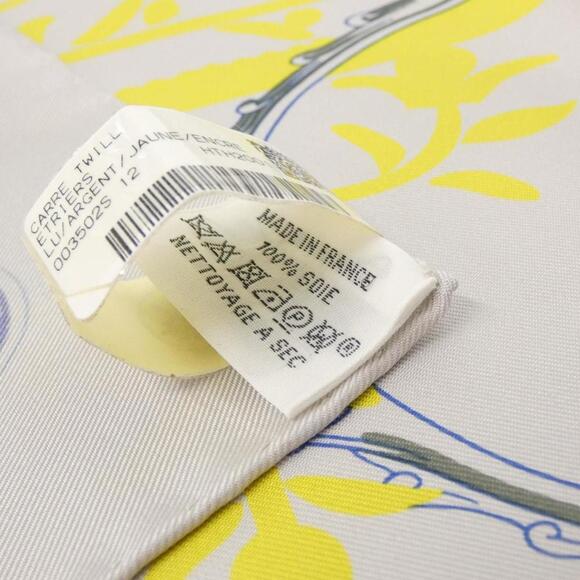 CARRE TWILL
ETRIERS
LU/ARGENT/JAUNE/ENCRE
003502S 12
MADE IN FRANCE
100% SOIE
NETTOYAGE A SEC